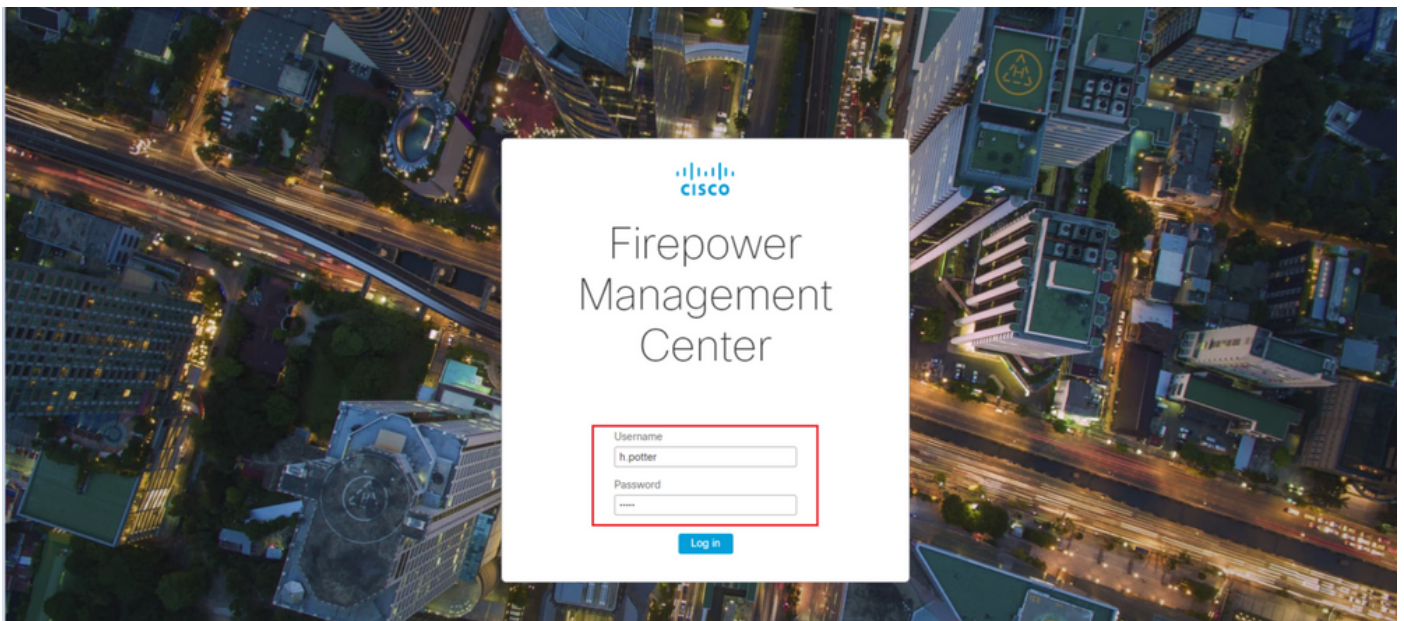 CISCO
Firepower
Management
Center
Username
h.potter
Password
•••••
Log in